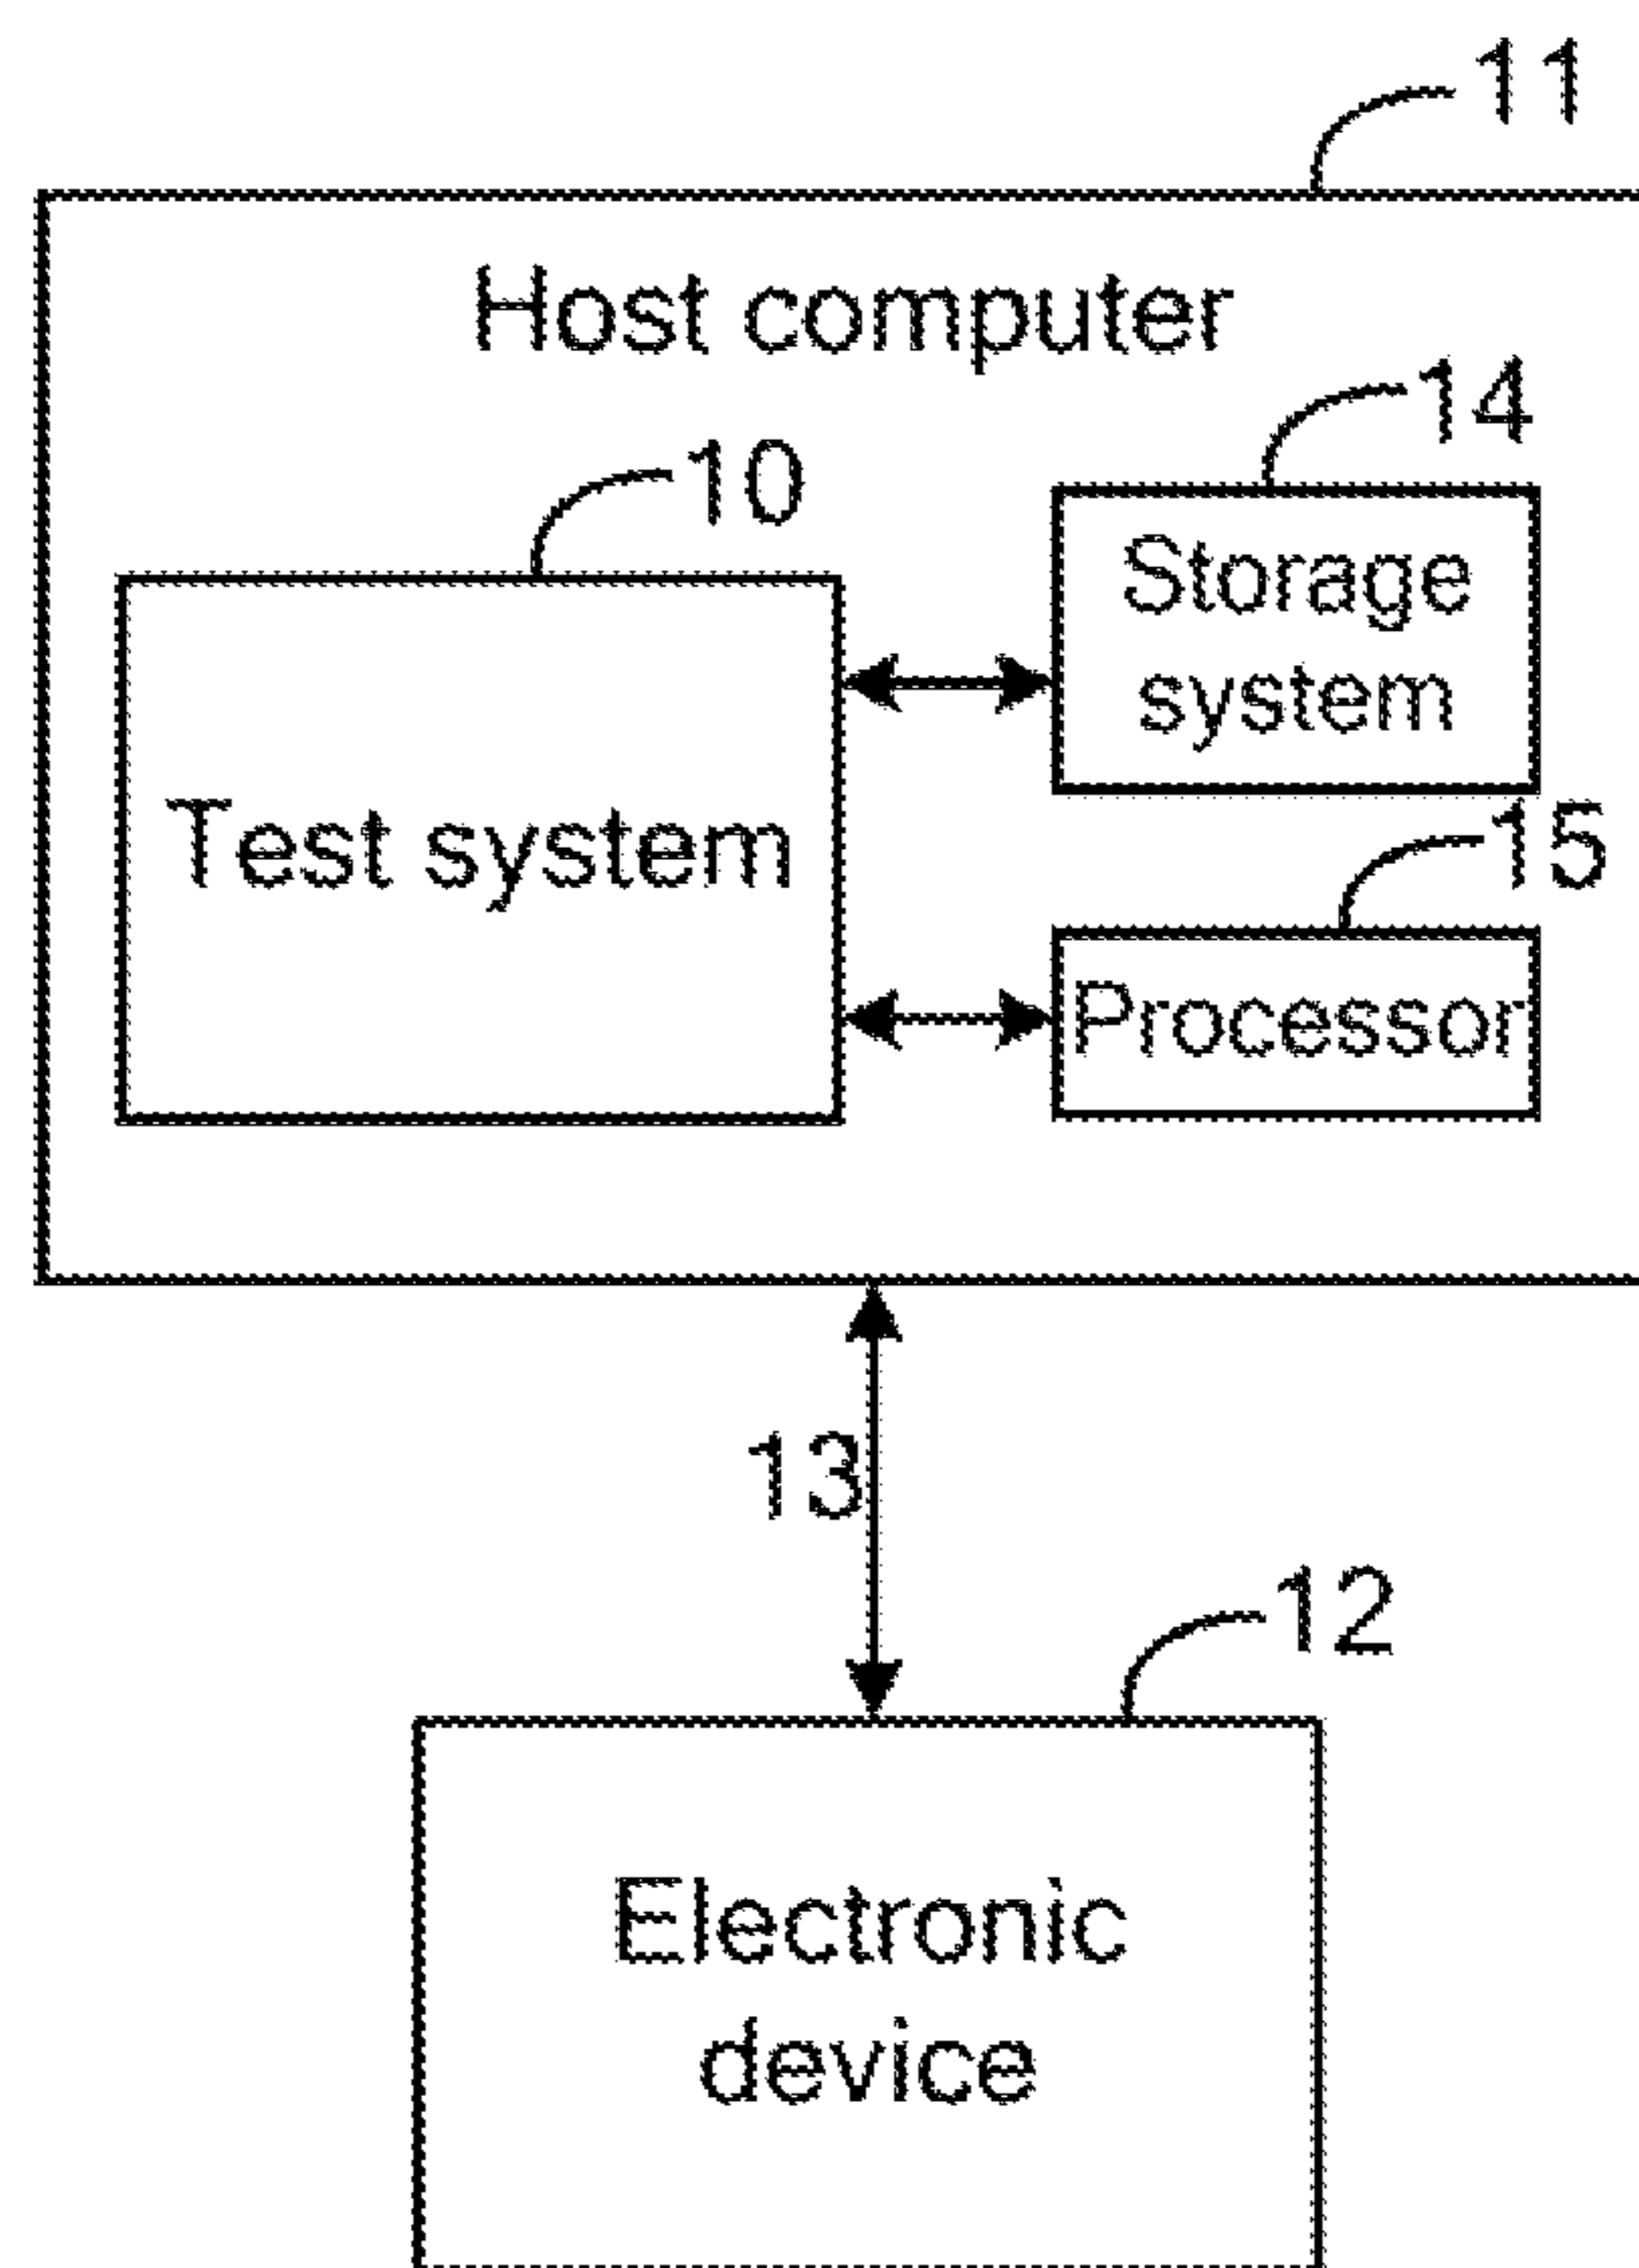 11
Host computer
14
10
Storage
system
Test system
15
Processor
13
12
Electronic
device